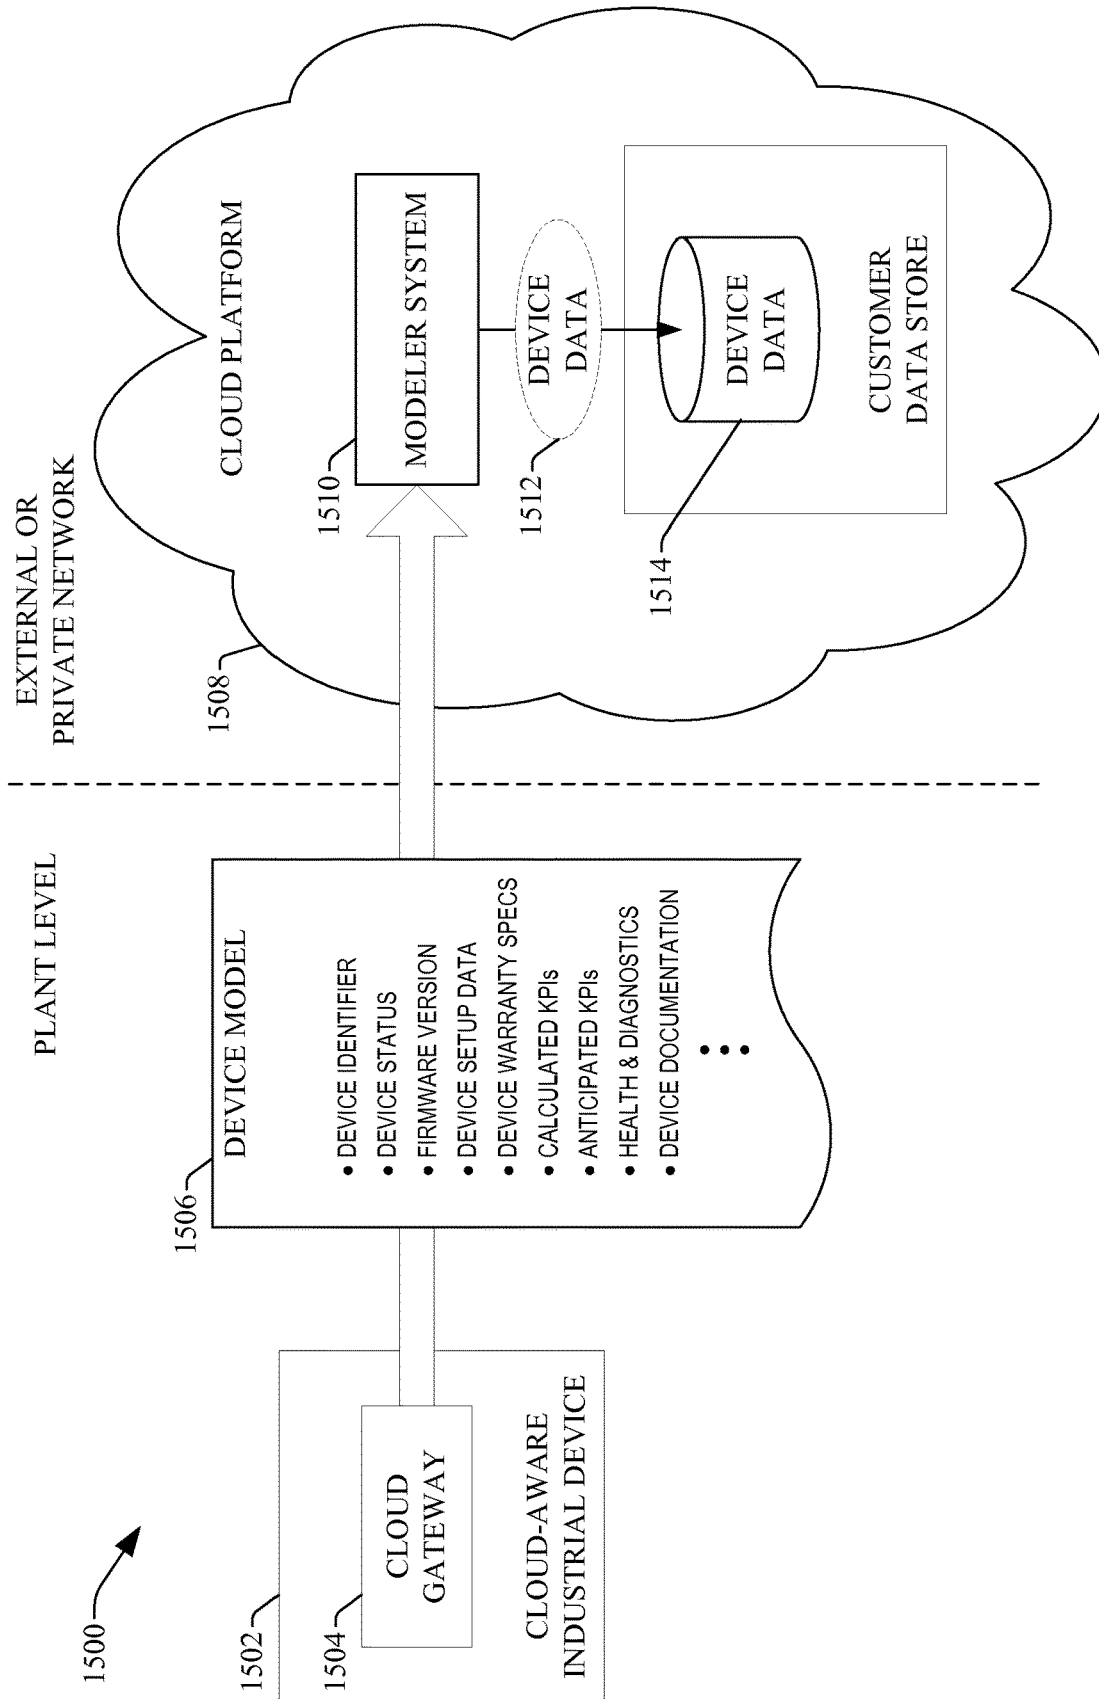 1500
PLANT LEVEL
EXTERNAL OR
PRIVATE NETWORK
1502
1504
CLOUD
GATEWAY
CLOUD-AWARE
INDUSTRIAL DEVICE
1506
DEVICE MODEL
• DEVICE IDENTIFIER
• DEVICE STATUS
• FIRMWARE VERSION
• DEVICE SETUP DATA
• DEVICE WARRANTY SPECS
• CALCULATED KPIs
• ANTICIPATED KPIs
• HEALTH & DIAGNOSTICS
• DEVICE DOCUMENTATION
1508
CLOUD PLATFORM
1510
MODELER SYSTEM
1512
DEVICE
DATA
1514
DEVICE
DATA
CUSTOMER
DATA STORE